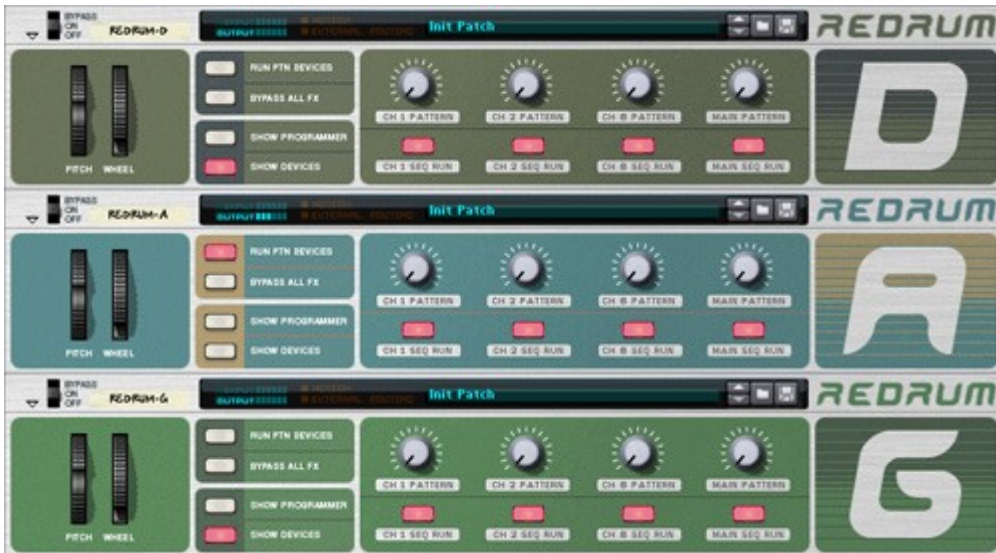 BYPASS
ON
OFF
REDRUM-D
OUTPUT
Init Patch
REDRUM
RUN PTN DEVICES
BYPASS ALL FX
CH 1 PATTERN CH 2 PATTERN CH 8 PATTERN MAIN PATTERN
SHOW PROGRAMMER
SHOW DEVICES
CH 1 SEQ RUN CH 2 SEQ RUN CH 8 SEQ RUN MAIN SEQ RUN
PITCH WHEEL
D
BYPASS
ON
OFF
REDRUM-A
OUTPUT
EXTERNAL ROUTING
Init Patch
REDRUM
RUN PTN DEVICES
BYPASS ALL FX
CH 1 PATTERN CH 2 PATTERN CH 8 PATTERN MAIN PATTERN
SHOW PROGRAMMER
SHOW DEVICES
CH 1 SEQ RUN CH 2 SEQ RUN CH 8 SEQ RUN MAIN SEQ RUN
PITCH WHEEL
A
BYPASS
ON
OFF
REDRUM-G
OUTPUT
EXTERNAL ROUTING
Init Patch
REDRUM
RUN PTN DEVICES
BYPASS ALL FX
CH 1 PATTERN CH 2 PATTERN CH 8 PATTERN MAIN PATTERN
SHOW PROGRAMMER
SHOW DEVICES
CH 1 SEQ RUN CH 2 SEQ RUN CH 8 SEQ RUN MAIN SEQ RUN
PITCH WHEEL
G